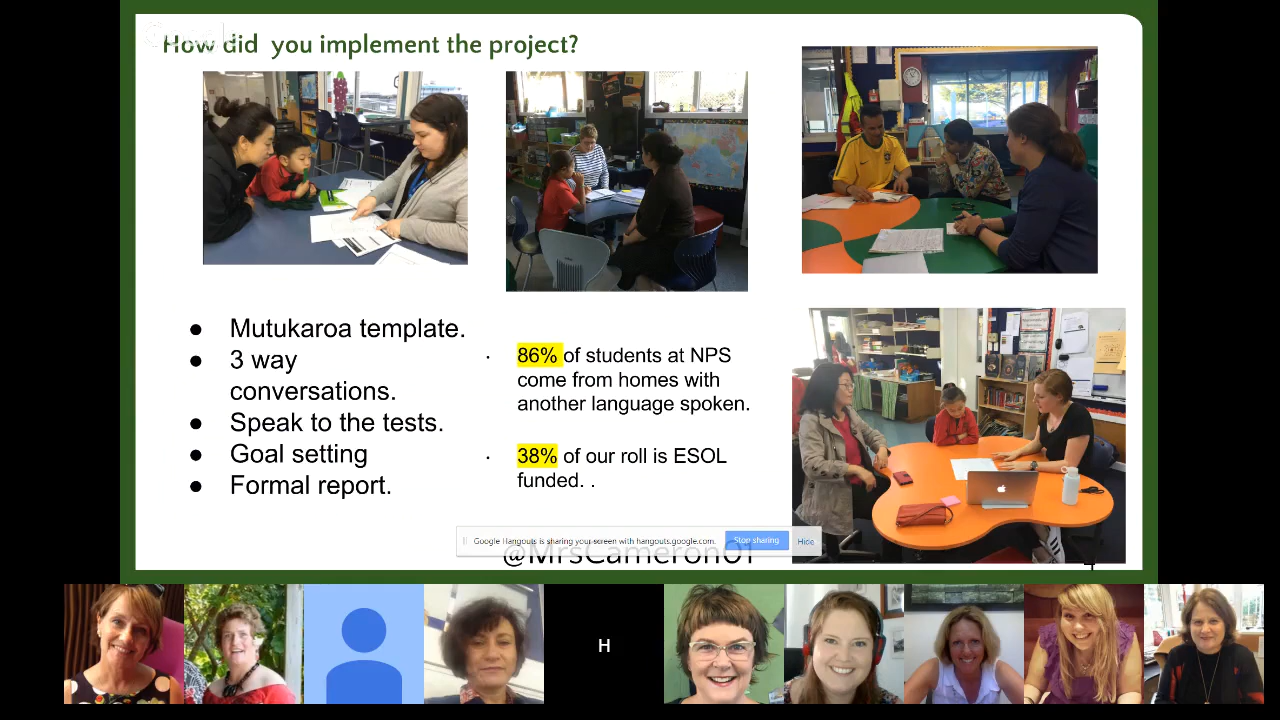 How did you implement the project?
● Mutukaroa template.
● 3 way
conversations.
● Speak to the tests.
● Goal setting
● Formal report.
· 86% of students at NPS
come from homes with
another language spoken.
· 38% of our roll is ESOL
funded. .
Google Hangouts is sharing your screen with hangouts.google.com. Stop sharing Hide
@MrsCameron01
H